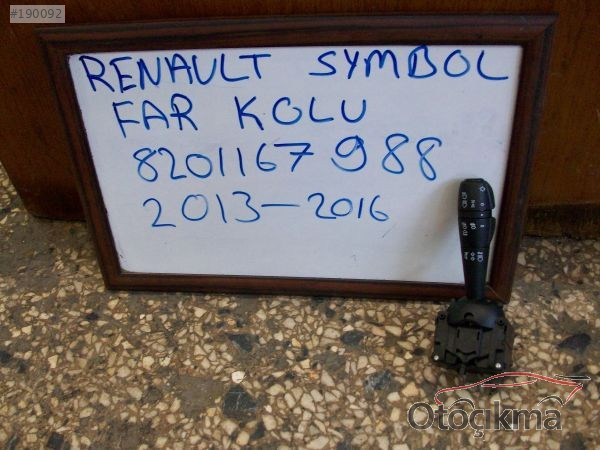 #190092
RENAULT SYMBOL
FAR KOLU
8201167988
2013-2016
Otoçıkma